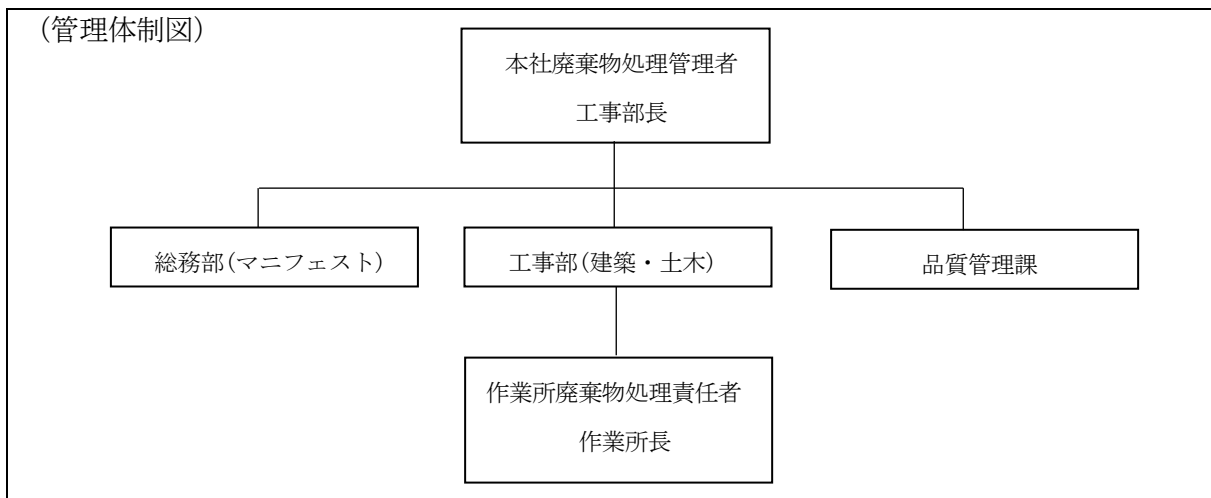 (管理体制図)
本社廃棄物処理管理者
工事部長
総務部(マニフェスト)
工事部(建築・土木)
品質管理課
作業所廃棄物処理責任者
作業所長